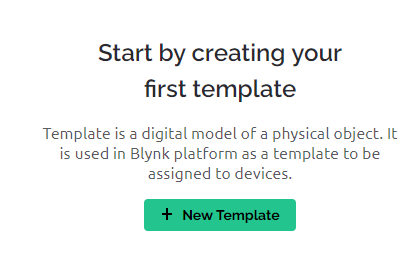 Start by creating your
first template
Template is a digital model of a physical object. It
is used in Blynk platform as a template to be
assigned to devices.
+ New Template